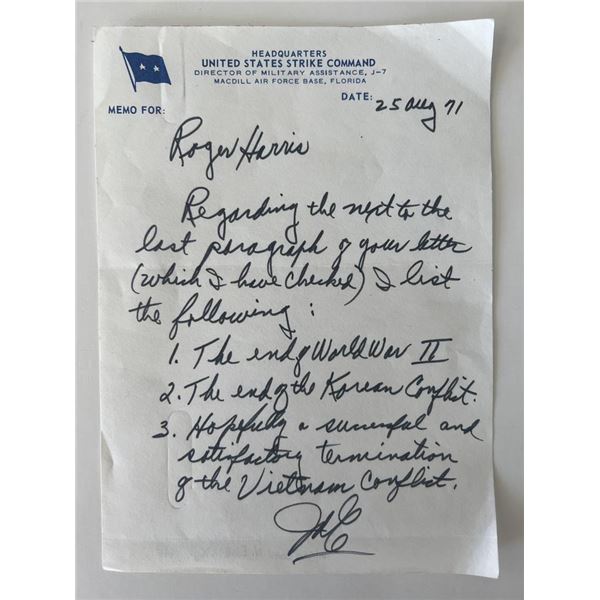 HEADQUARTERS
UNITED STATES STRIKE COMMAND
DIRECTOR OF MILITARY ASSISTANCE, J-7
MACDILL AIR FORCE BASE, FLORIDA
MEMO FOR:
DATE: 25 Aug 71
Roger Harris
Regarding the next to the
last paragraph of your letter
(which I have checked) I list
the following:
1. The end of World War II
2. The end of the Korean Conflict.
3. Hopefully a successful and
satisfactory termination
of the Vietnam Conflict.